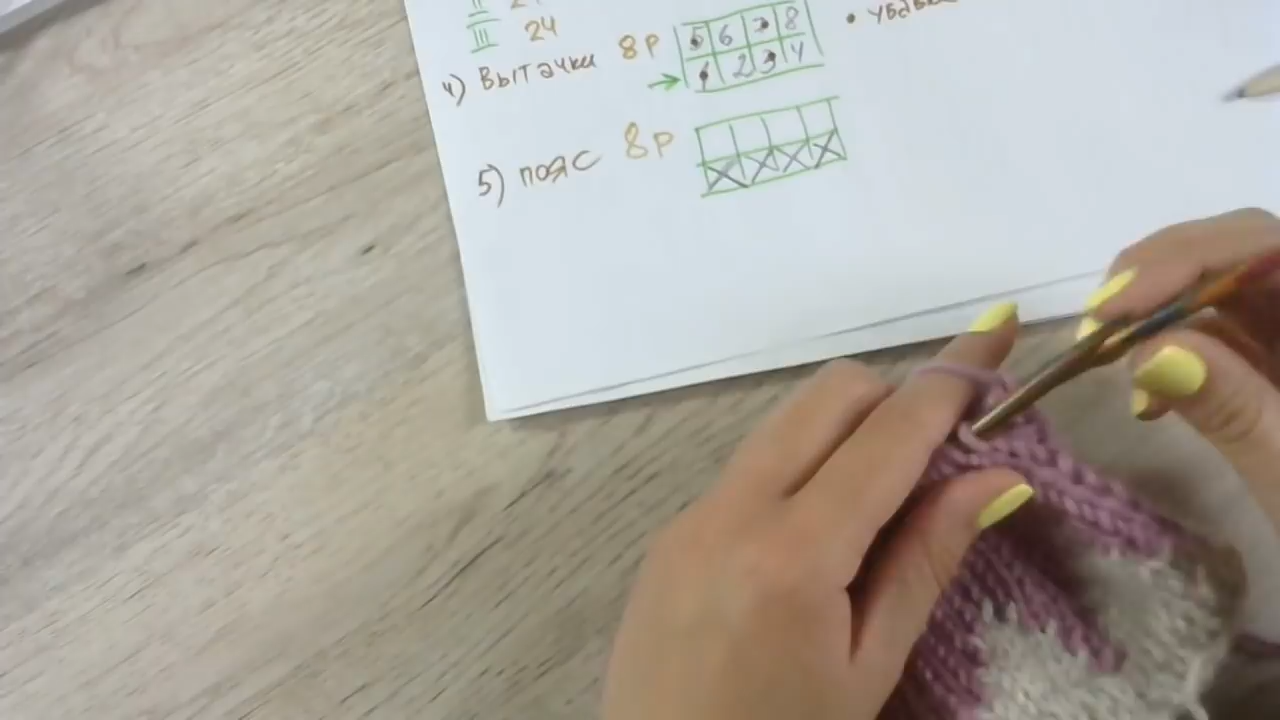 III 24
4) Вытачки 8р
5 6 7 8
→ 1 2 3 4
5) пояс 8р